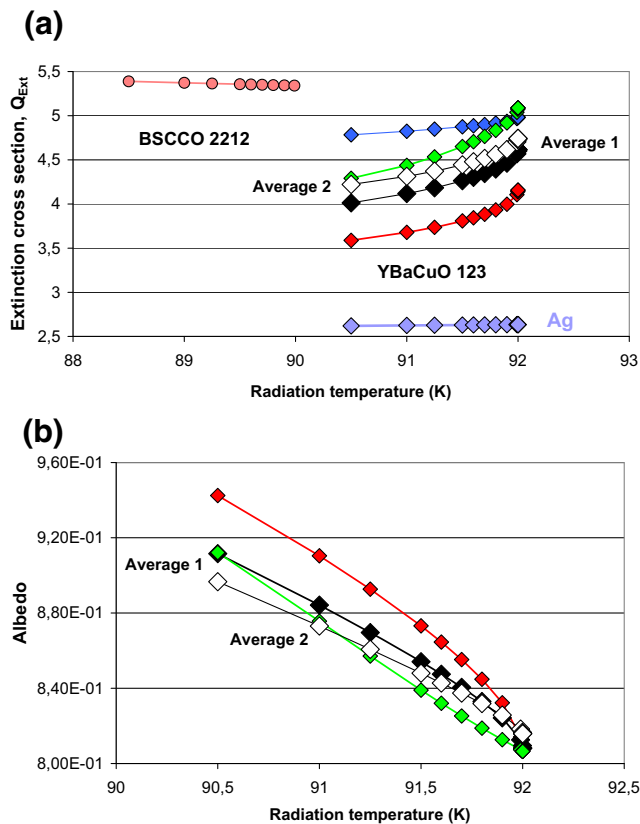 (a)
Extinction cross section, QExt
5,5
5
4,5
4
3,5
3
2,5
BSCCO 2212
Average 1
Average 2
YBaCuO 123
Ag
88 89 90 91 92 93
Radiation temperature (K)
(b)
Albedo
9,60E-01
9,20E-01
8,80E-01
8,40E-01
8,00E-01
Average 1
Average 2
90 90,5 91 91,5 92 92,5
Radiation temperature (K)